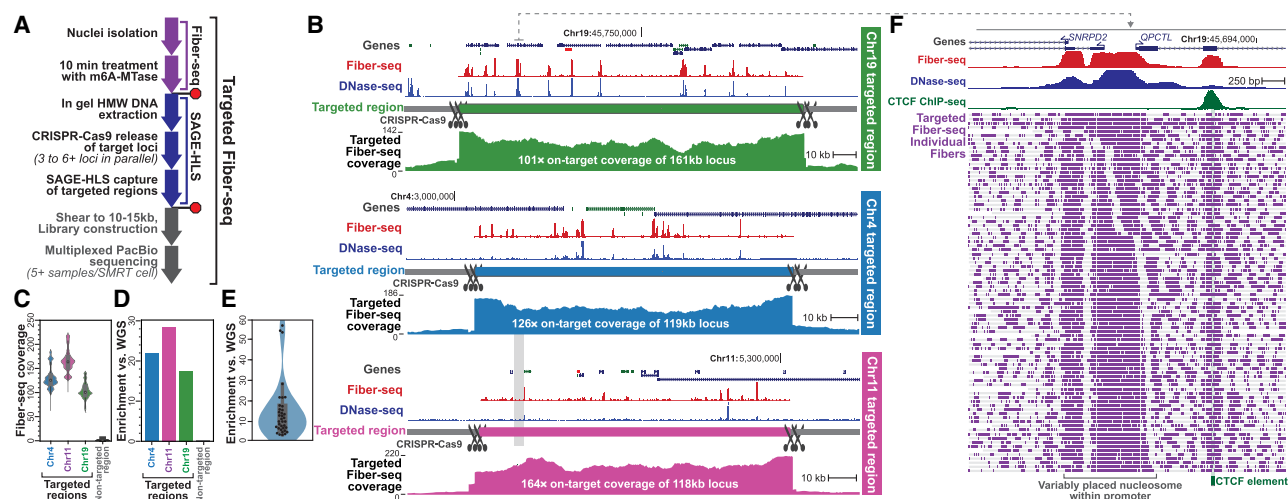 A
Nuclei isolation
10 min treatment
with m6A-MTase
In gel HMW DNA
extraction
CRISPR-Cas9 release
of target loci
(3 to 6+ loci in parallel)
SAGE-HLS capture
of targeted regions
Shear to 10-15kb,
Library construction
Multiplexed PacBio
sequencing
(5+ samples/SMRT cell)
Fiber-seq
SAGE-HLS
Targeted Fiber-seq
B
Chr19:45,750,000
Genes
Fiber-seq
DNase-seq
Targeted region
CRISPR-Cas9
142
Targeted
Fiber-seq
coverage
0
101× on-target coverage of 161kb locus
10 kb
Chr19 targeted region
Chr4:3,000,000
Genes
Fiber-seq
DNase-seq
Targeted region
CRISPR-Cas9
186
Targeted
Fiber-seq
coverage
0
126× on-target coverage of 119kb locus
10 kb
Chr4 targeted region
Chr11:5,300,000
Genes
Fiber-seq
DNase-seq
Targeted region
CRISPR-Cas9
220
Targeted
Fiber-seq
coverage
0
164× on-target coverage of 118kb locus
10 kb
Chr11 targeted region
C
Fiber-seq coverage
0 50 100 150 200 250
Chr4
Chr11
Chr19
Non-targeted
region
Targeted
regions
D
Enrichment vs. WGS
0 10 20 30
Chr4
Chr11
Chr19
Non-targeted
region
Targeted
regions
E
Enrichment vs. WGS
0 10 20 30 40 50 60
F
SNRPD2
QPCTL
Chr19:45,694,000
Genes
Fiber-seq
DNase-seq
250 bp
CTCF ChIP-seq
Targeted
Fiber-seq
Individual
Fibers
Variably placed nucleosome
within promoter
CTCF element